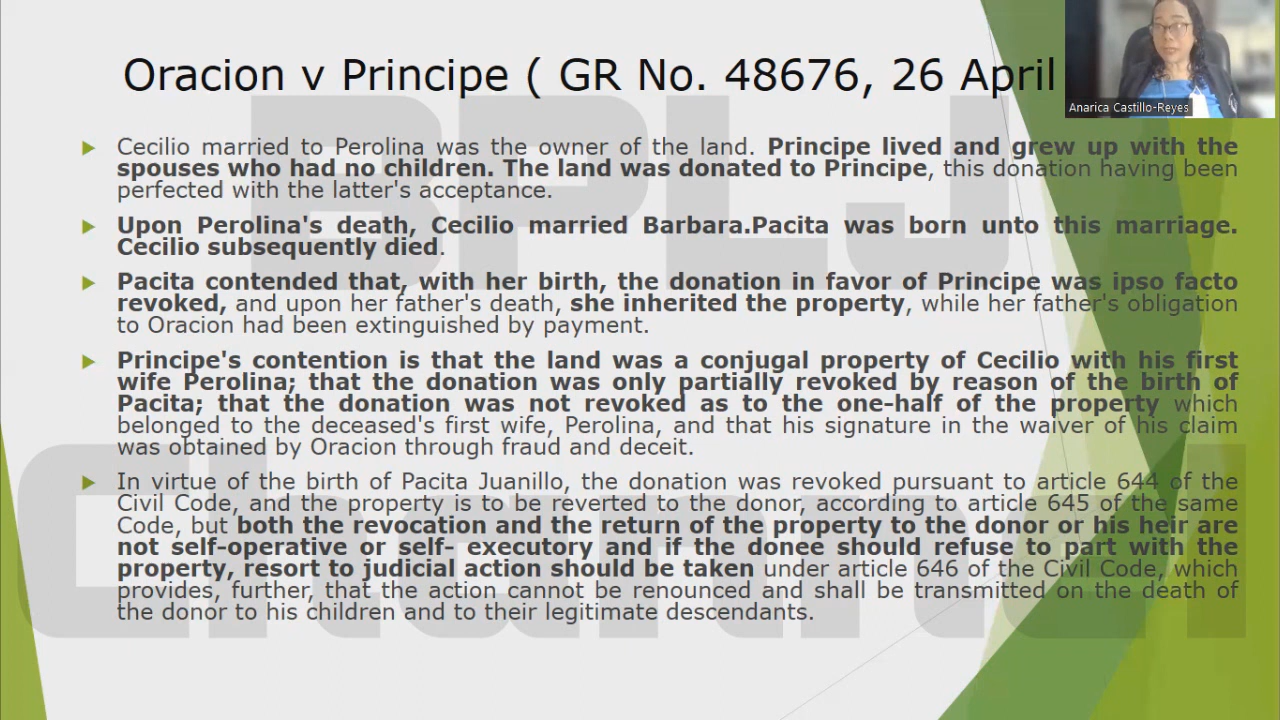 Oracion v Principe ( GR No. 48676, 26 April
Anarica Castillo-Reyes
Cecilio married to Perolina was the owner of the land. Principe lived and grew up with the
spouses who had no children. The land was donated to Principe, this donation having been
perfected with the latter's acceptance.
Upon Perolina's death, Cecilio married Barbara.Pacita was born unto this marriage.
Cecilio subsequently died.
Pacita contended that, with her birth, the donation in favor of Principe was ipso facto
revoked, and upon her father's death, she inherited the property, while her father's obligation
to Oracion had been extinguished by payment.
Principe's contention is that the land was a conjugal property of Cecilio with his first
wife Perolina; that the donation was only partially revoked by reason of the birth of
Pacita; that the donation was not revoked as to the one-half of the property which
belonged to the deceased's first wife, Perolina, and that his signature in the waiver of his claim
was obtained by Oracion through fraud and deceit.
In virtue of the birth of Pacita Juanillo, the donation was revoked pursuant to article 644 of the
Civil Code, and the property is to be reverted to the donor, according to article 645 of the same
Code, but both the revocation and the return of the property to the donor or his heir are
not self-operative or self- executory and if the donee should refuse to part with the
property, resort to judicial action should be taken under article 646 of the Civil Code, which
provides, further, that the action cannot be renounced and shall be transmitted on the death of
the donor to his children and to their legitimate descendants.
BPLJ
Channel